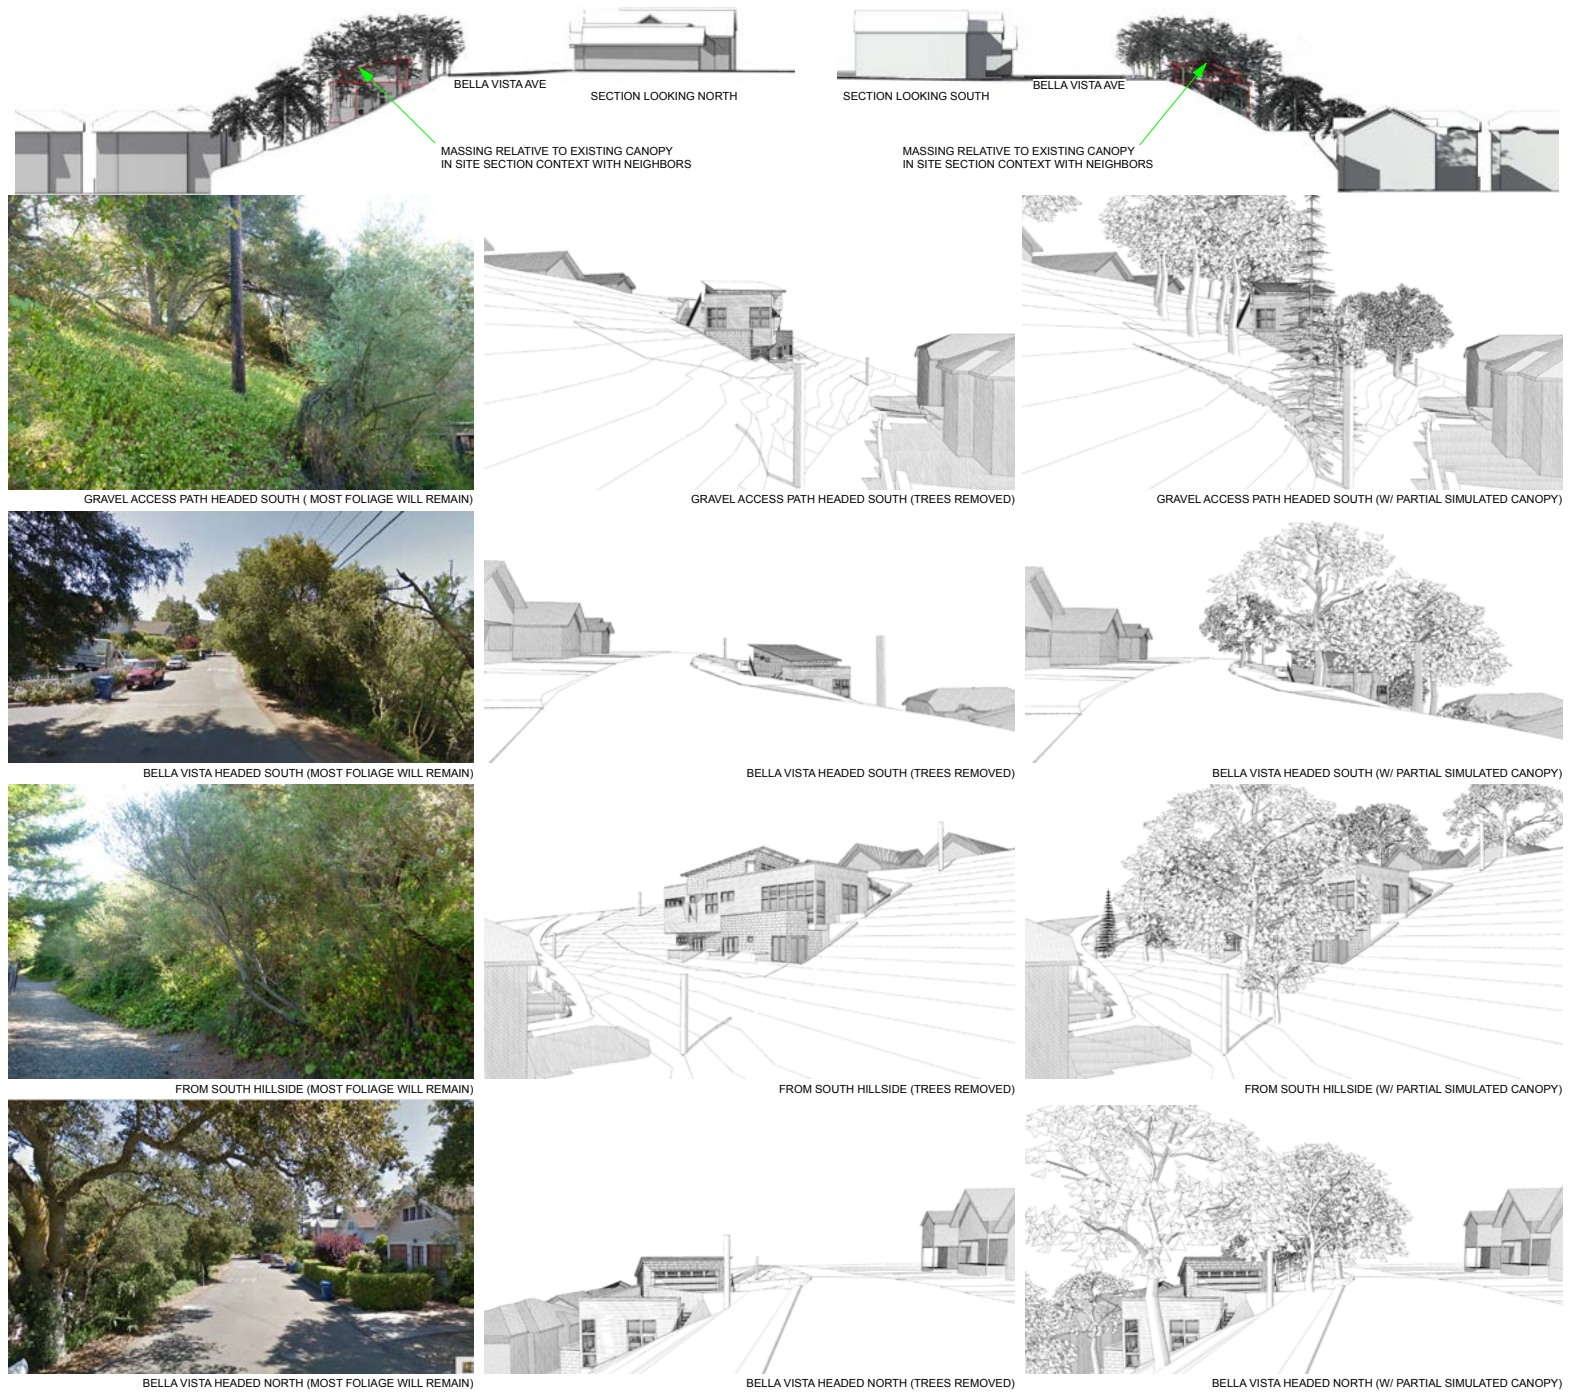 BELLA VISTA AVE
SECTION LOOKING NORTH
SECTION LOOKING SOUTH
BELLA VISTA AVE
MASSING RELATIVE TO EXISTING CANOPY
IN SITE SECTION CONTEXT WITH NEIGHBORS
MASSING RELATIVE TO EXISTING CANOPY
IN SITE SECTION CONTEXT WITH NEIGHBORS
GRAVEL ACCESS PATH HEADED SOUTH ( MOST FOLIAGE WILL REMAIN)
GRAVEL ACCESS PATH HEADED SOUTH (TREES REMOVED)
GRAVEL ACCESS PATH HEADED SOUTH (W/ PARTIAL SIMULATED CANOPY)
BELLA VISTA HEADED SOUTH (MOST FOLIAGE WILL REMAIN)
BELLA VISTA HEADED SOUTH (TREES REMOVED)
BELLA VISTA HEADED SOUTH (W/ PARTIAL SIMULATED CANOPY)
FROM SOUTH HILLSIDE (MOST FOLIAGE WILL REMAIN)
FROM SOUTH HILLSIDE (TREES REMOVED)
FROM SOUTH HILLSIDE (W/ PARTIAL SIMULATED CANOPY)
BELLA VISTA HEADED NORTH (MOST FOLIAGE WILL REMAIN)
BELLA VISTA HEADED NORTH (TREES REMOVED)
BELLA VISTA HEADED NORTH (W/ PARTIAL SIMULATED CANOPY)